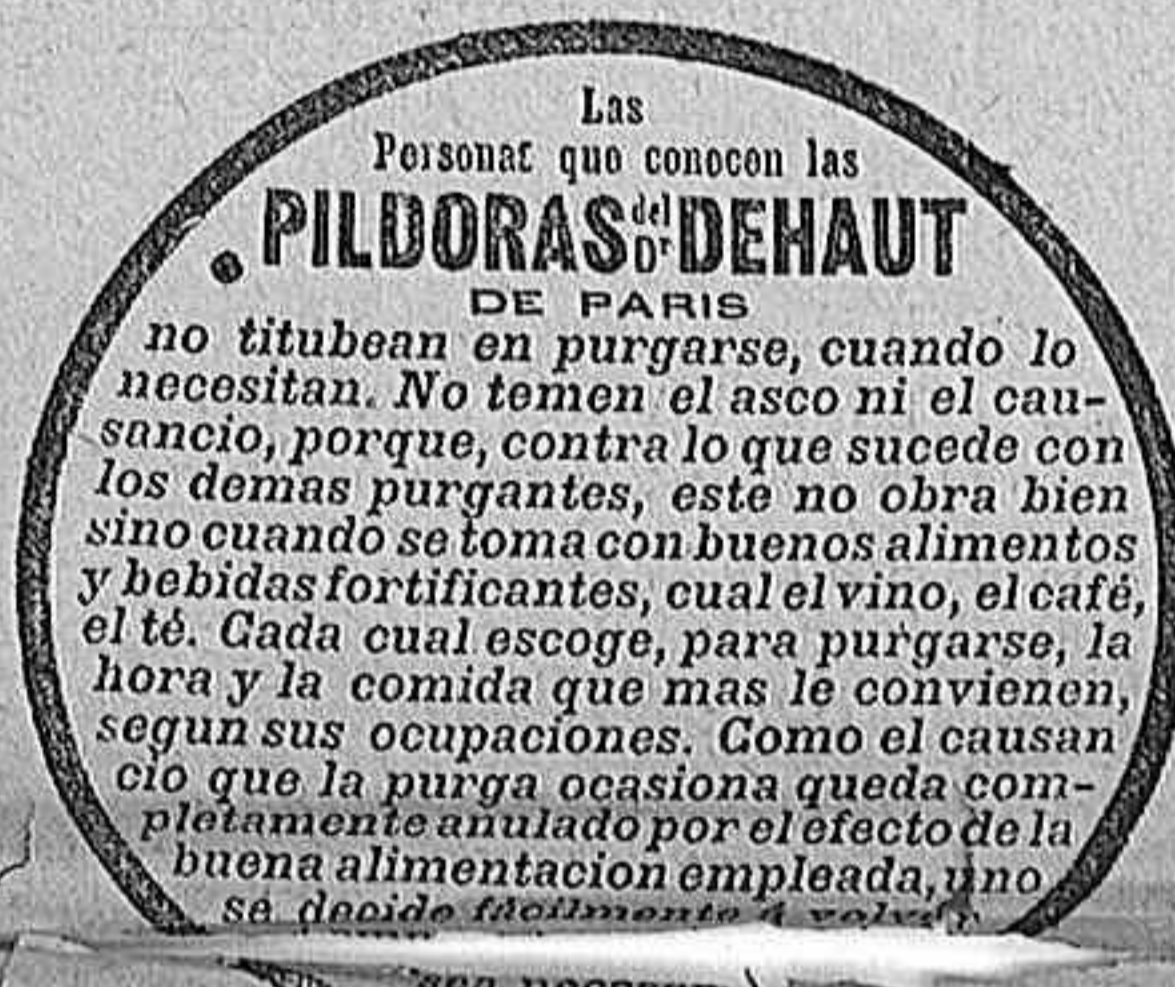 Las
Personas que conocen las
PILDORAS del Dr DEHAUT
DE PARIS
no titubean en purgarse, cuando lo
necesitan. No temen el asco ni el cau-
sancio, porque, contra lo que sucede con
los demas purgantes, este no obra bien
sino cuando se toma con buenos alimentos
y bebidas fortificantes, cual el vino, el café,
el té. Cada cual escoge, para purgarse, la
hora y la comida que mas le convienen,
segun sus ocupaciones. Como el causan
cio que la purga ocasiona queda com-
pletamente anulado por el efecto de la
buena alimentacion empleada, uno
se decide fácilmente á volver